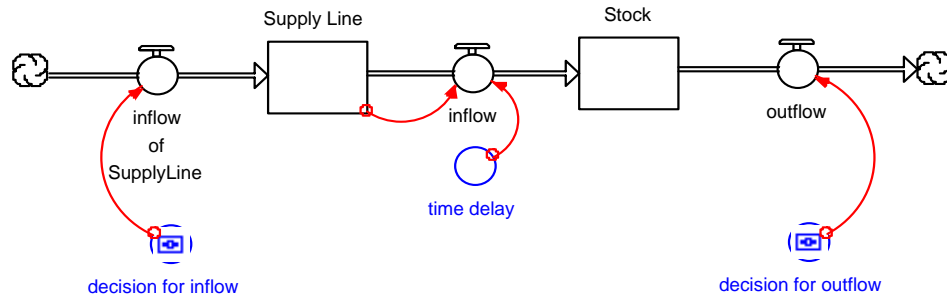 Supply Line
Stock
inflow
of
SupplyLine
inflow
outflow
time delay
decision for inflow
decision for outflow